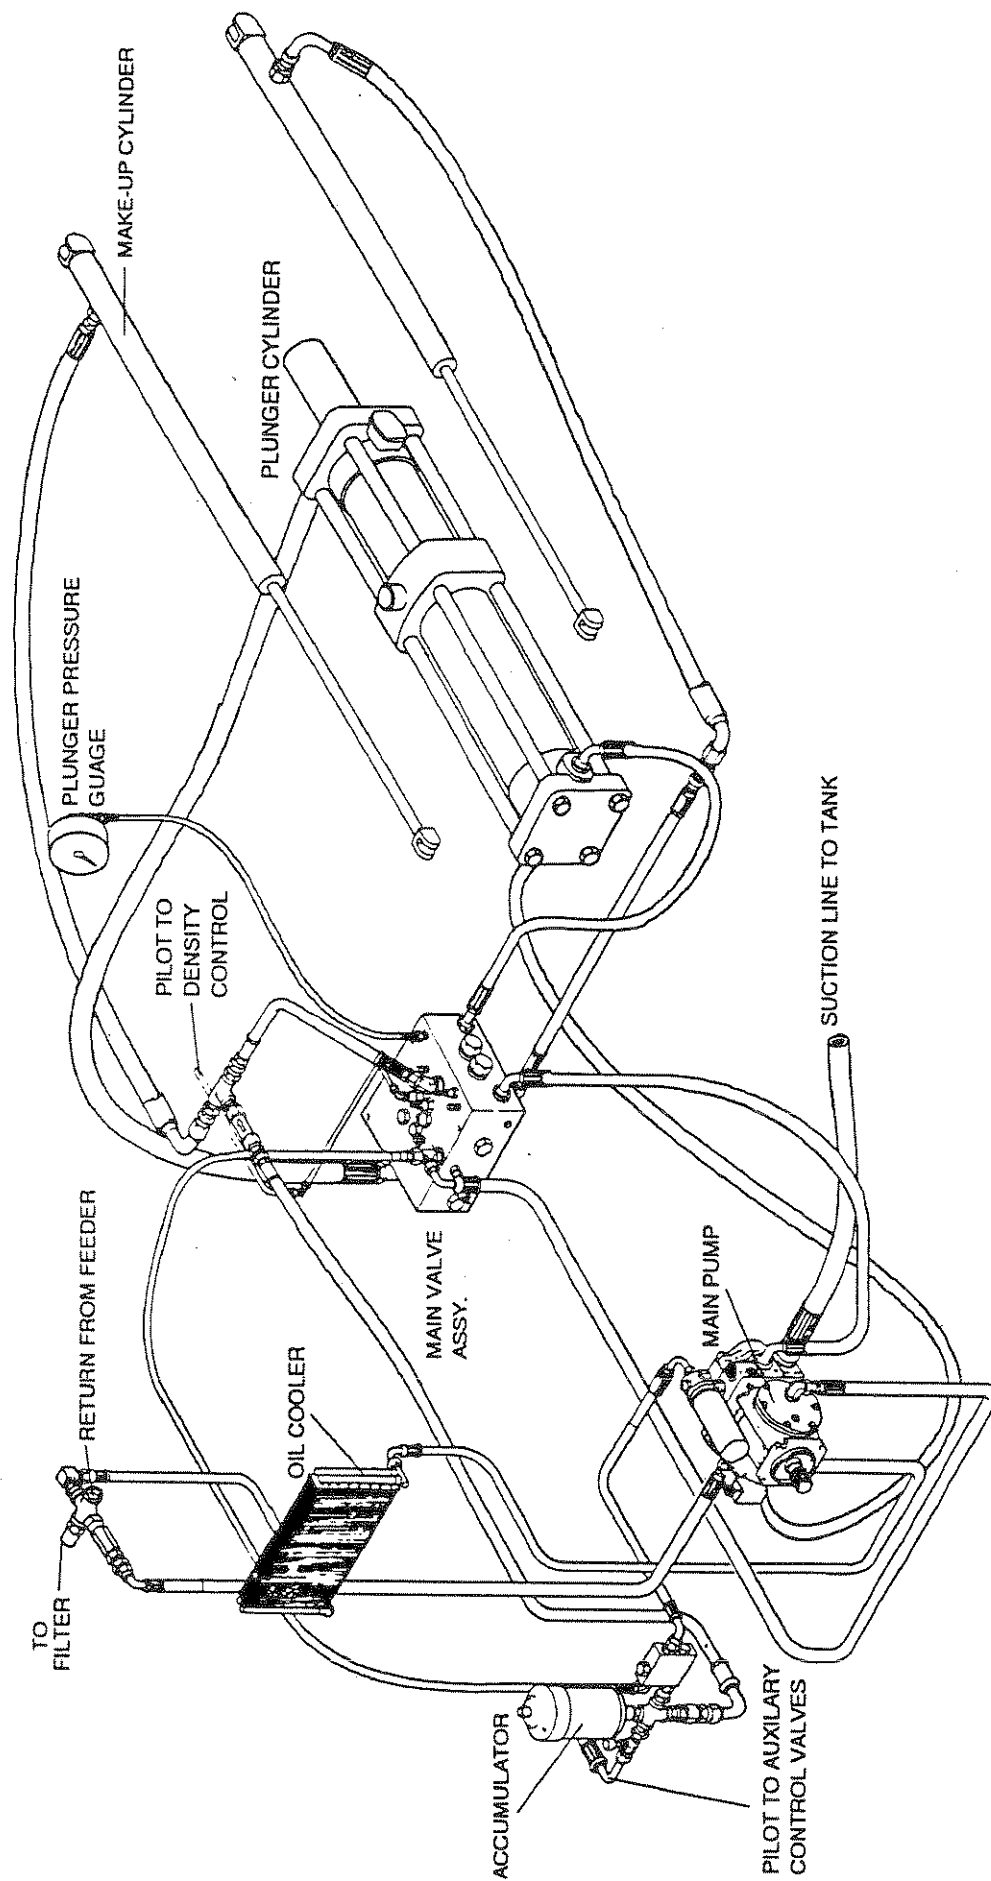 MAKE-UP CYLINDER
PLUNGER CYLINDER
PLUNGER PRESSURE
GUAGE
PILOT TO
DENSITY
CONTROL
SUCTION LINE TO TANK
RETURN FROM FEEDER
MAIN VALVE
ASSY.
MAIN PUMP
OIL COOLER
TO
FILTER
ACCUMULATOR
PILOT TO AUXILARY
CONTROL VALVES